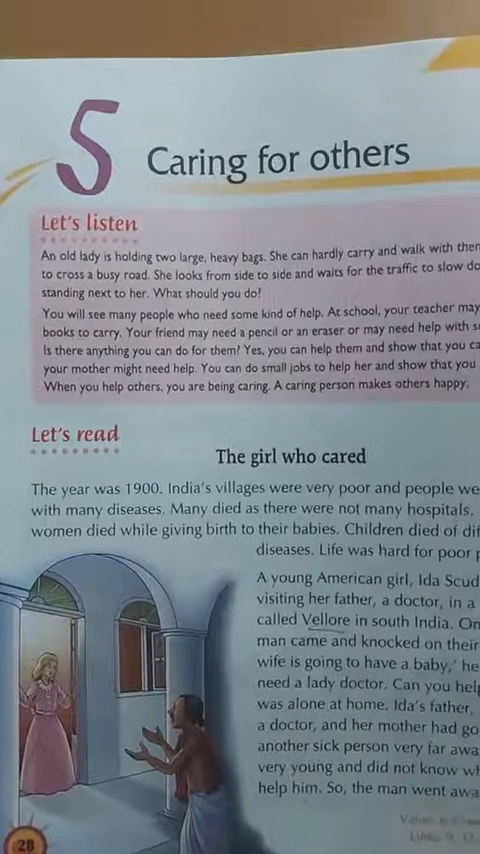 5
Caring for others
Let's listen
An old lady is holding two large, heavy bags. She can hardly carry and walk with
to cross a busy road. She looks from side to side and waits for the traffic to slow
standing next to her. What should you do?
You will see many people who need some kind of help. At school, your teacher may
books to carry. Your friend may need a pencil or an eraser or may need help with
Is there anything you can do for them? Yes, you can help them and show that you
your mother might need help. You can do small jobs to help her and show that you
When you help others, you are being caring. A caring person makes others happy.
Let's read
The girl who cared
The year was 1900. India's villages were very poor and people
with many diseases. Many died as there were not many hospitals.
women died while giving birth to their babies. Children died of
diseases. Life was hard for poor
A young American girl, Ida
visiting her father, a doctor, in a
called Vellore in south India.
man came and knocked on their
wife is going to have a baby,' he
need a lady doctor. Can you
was alone at home. Ida's father,
a doctor, and her mother had
another sick person very far
very young and did not know
help him. So, the man went
28